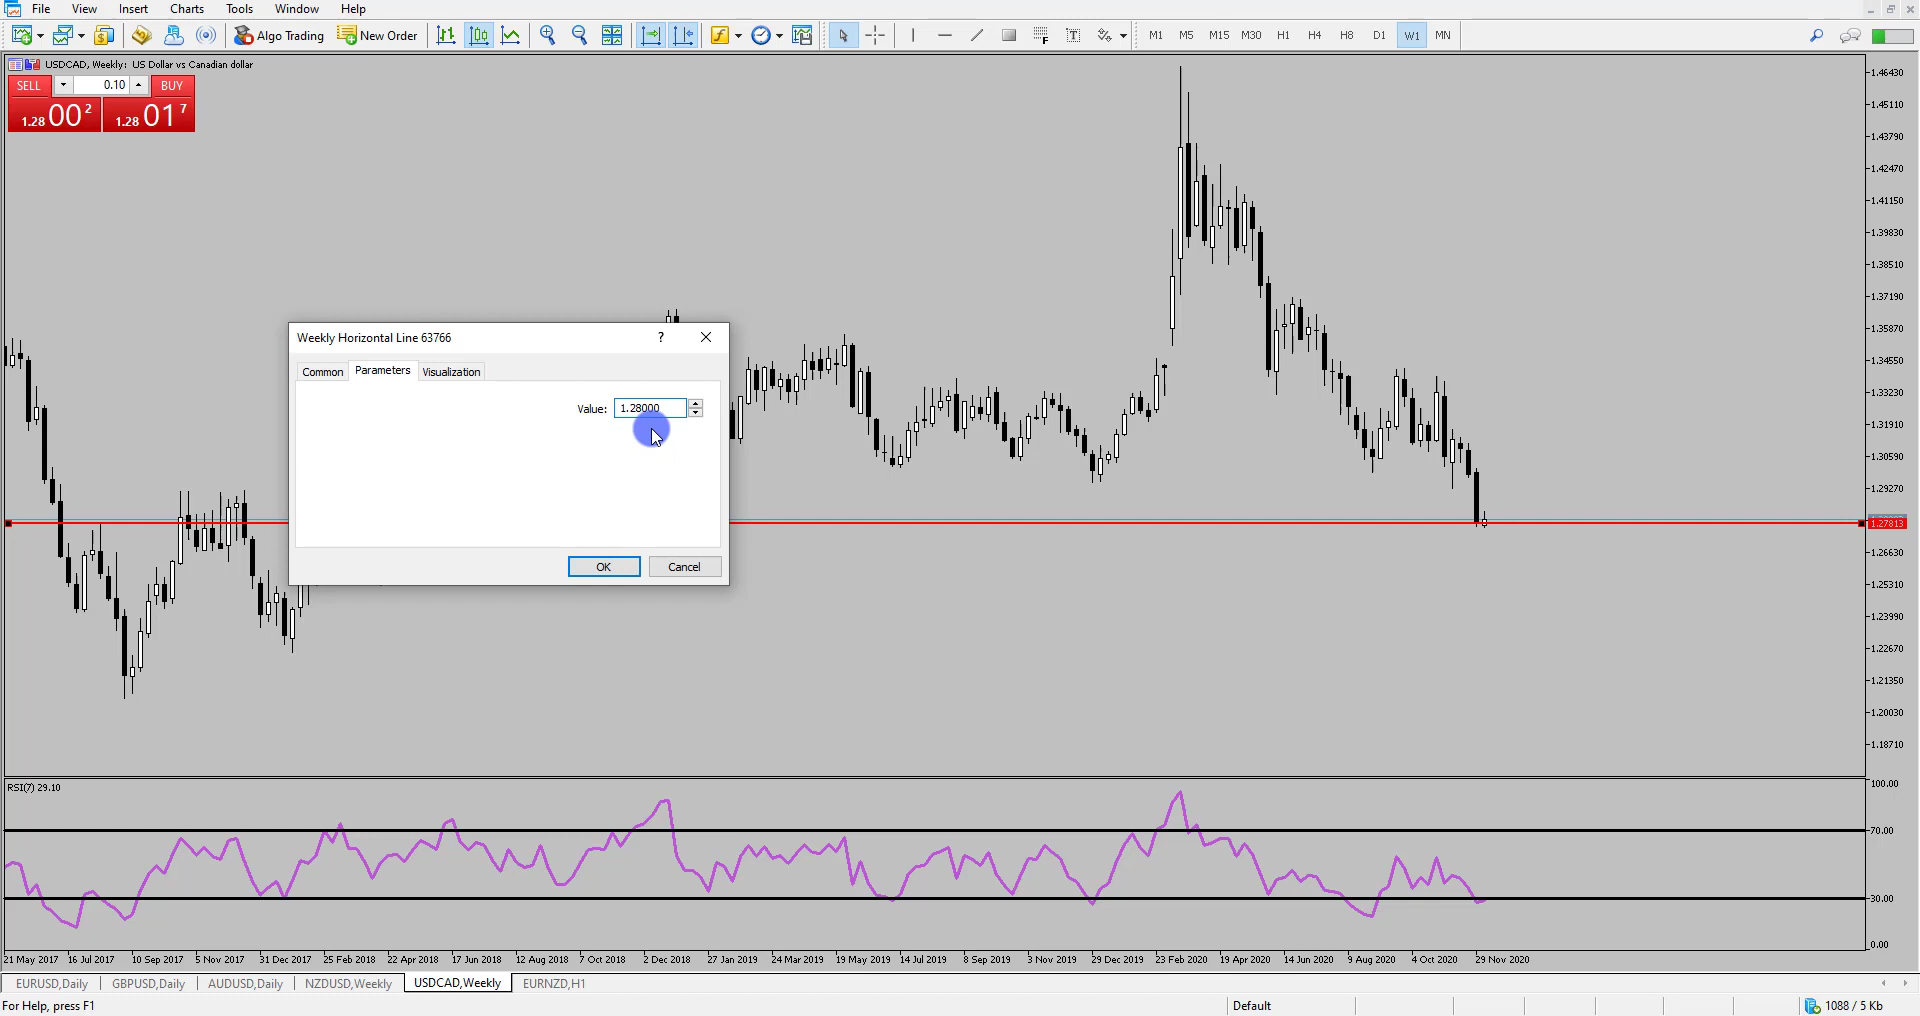 File View Insert Charts Tools Window Help
Algo Trading New Order M1 M5 M15 M30 H1 H4 H8 D1 W1 MN
USDCAD, Weekly: US Dollar vs Canadian dollar
SELL 0.10 BUY
1.28 00 2 1.28 01 7
1.46430
1.45110
1.43790
1.42470
1.41150
1.39830
1.38510
1.37190
1.35870
1.34550
1.33230
1.31910
1.30590
1.29270
1.27813
1.26630
1.25310
1.23990
1.22670
1.21350
1.20030
1.18710
Weekly Horizontal Line 63766 ?
Common Parameters Visualization
Value: 1.28000
OK Cancel
RSI(7) 29.10
100.00
70.00
30.00
0.00
21 May 2017 16 Jul 2017 10 Sep 2017 5 Nov 2017 31 Dec 2017 25 Feb 2018 22 Apr 2018 17 Jun 2018 12 Aug 2018 7 Oct 2018 2 Dec 2018 27 Jan 2019 24 Mar 2019 19 May 2019 14 Jul 2019 8 Sep 2019 3 Nov 2019 29 Dec 2019 23 Feb 2020 19 Apr 2020 14 Jun 2020 9 Aug 2020 4 Oct 2020 29 Nov 2020
EURUSD,Daily GBPUSD,Daily AUDUSD,Daily NZDUSD,Weekly USDCAD,Weekly EURNZD,H1
For Help, press F1 Default 1088 / 5 Kb